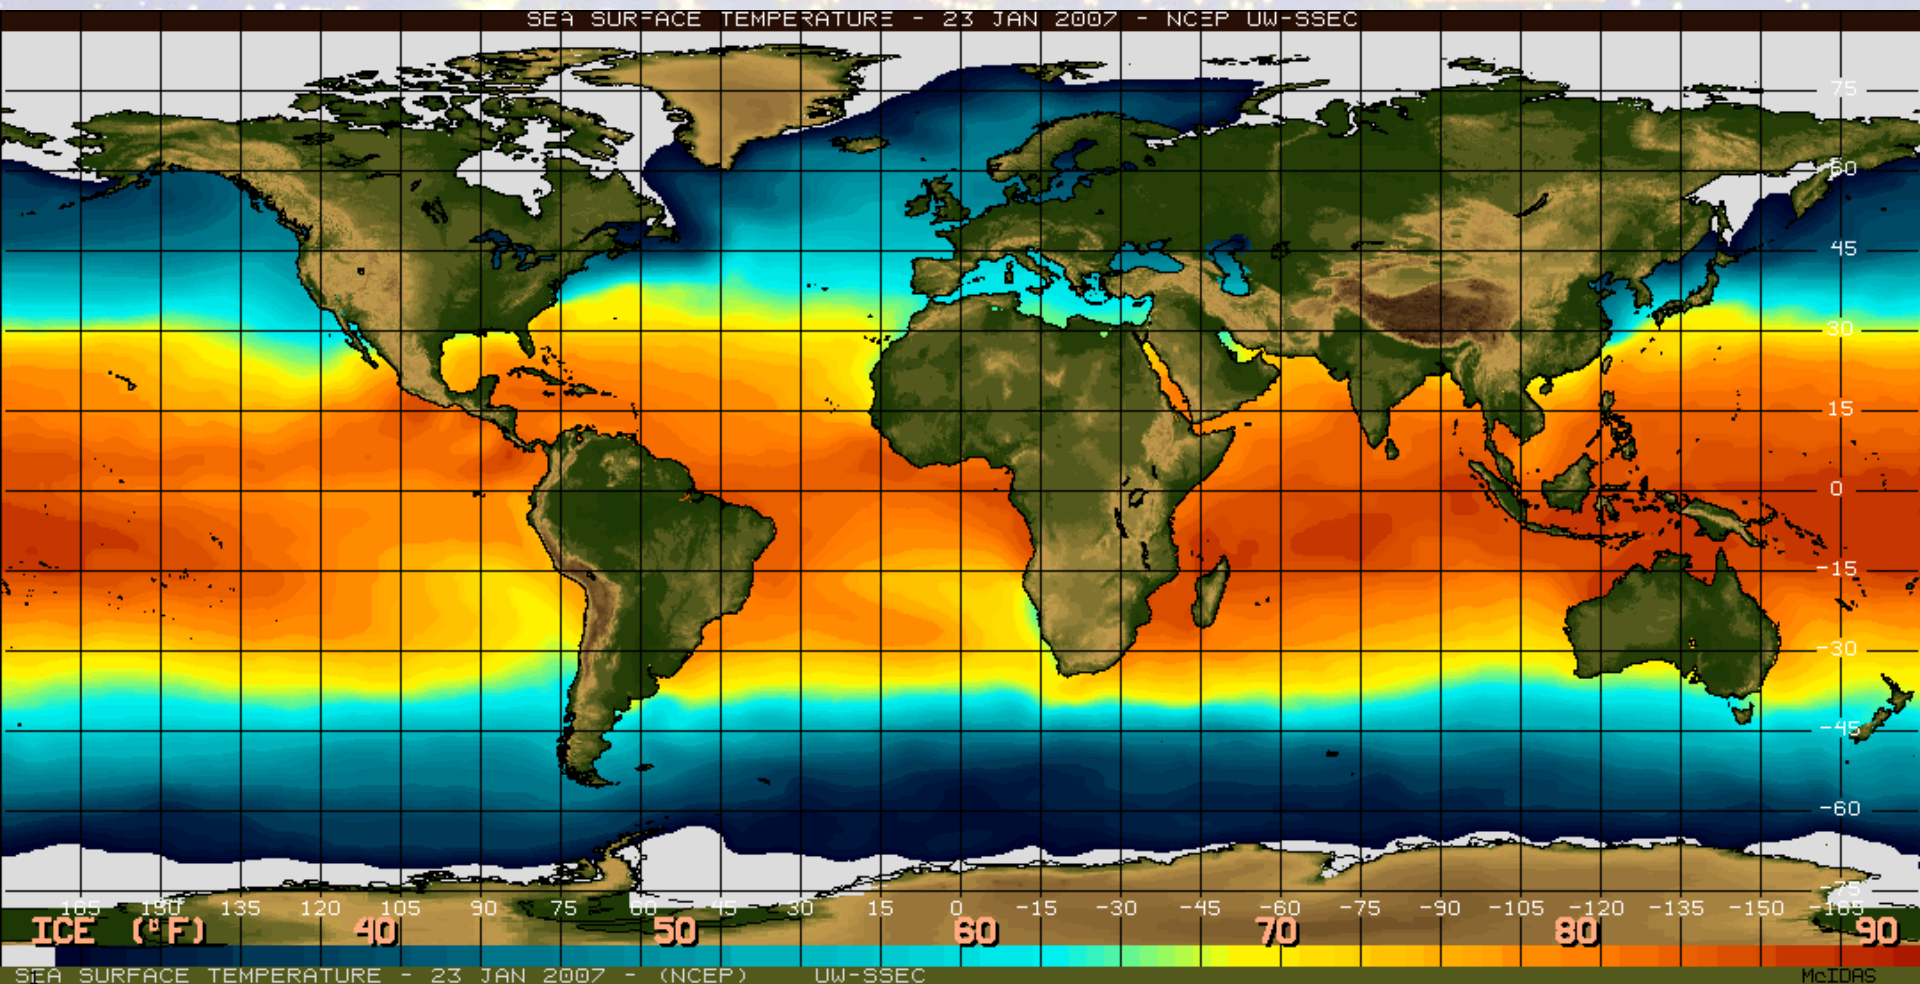 SEA SURFACE TEMPERATURE - 23 JAN 2007 - NCEP UW-SSEC
75
60
45
30
15
0
-15
-30
-45
-60
-75
165 150 135 120 105 90 75 60 45 30 15 0 -15 -30 -45 -60 -75 -90 -105 -120 -135 -150 -165
ICE (°F) 40 50 60 70 80 90
SEA SURFACE TEMPERATURE - 23 JAN 2007 - (NCEP) UW-SSEC McIDAS